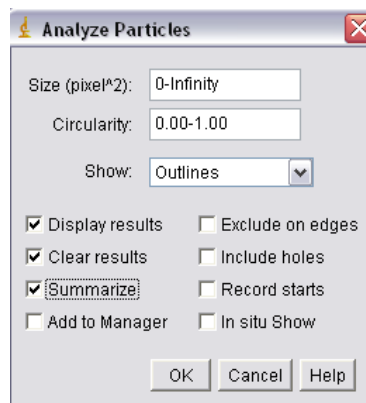 Analyze Particles
Size (pixel^2): 0-Infinity
Circularity: 0.00-1.00
Show: Outlines
Display results Exclude on edges
Clear results Include holes
Summarize Record starts
Add to Manager In situ Show
OK Cancel Help